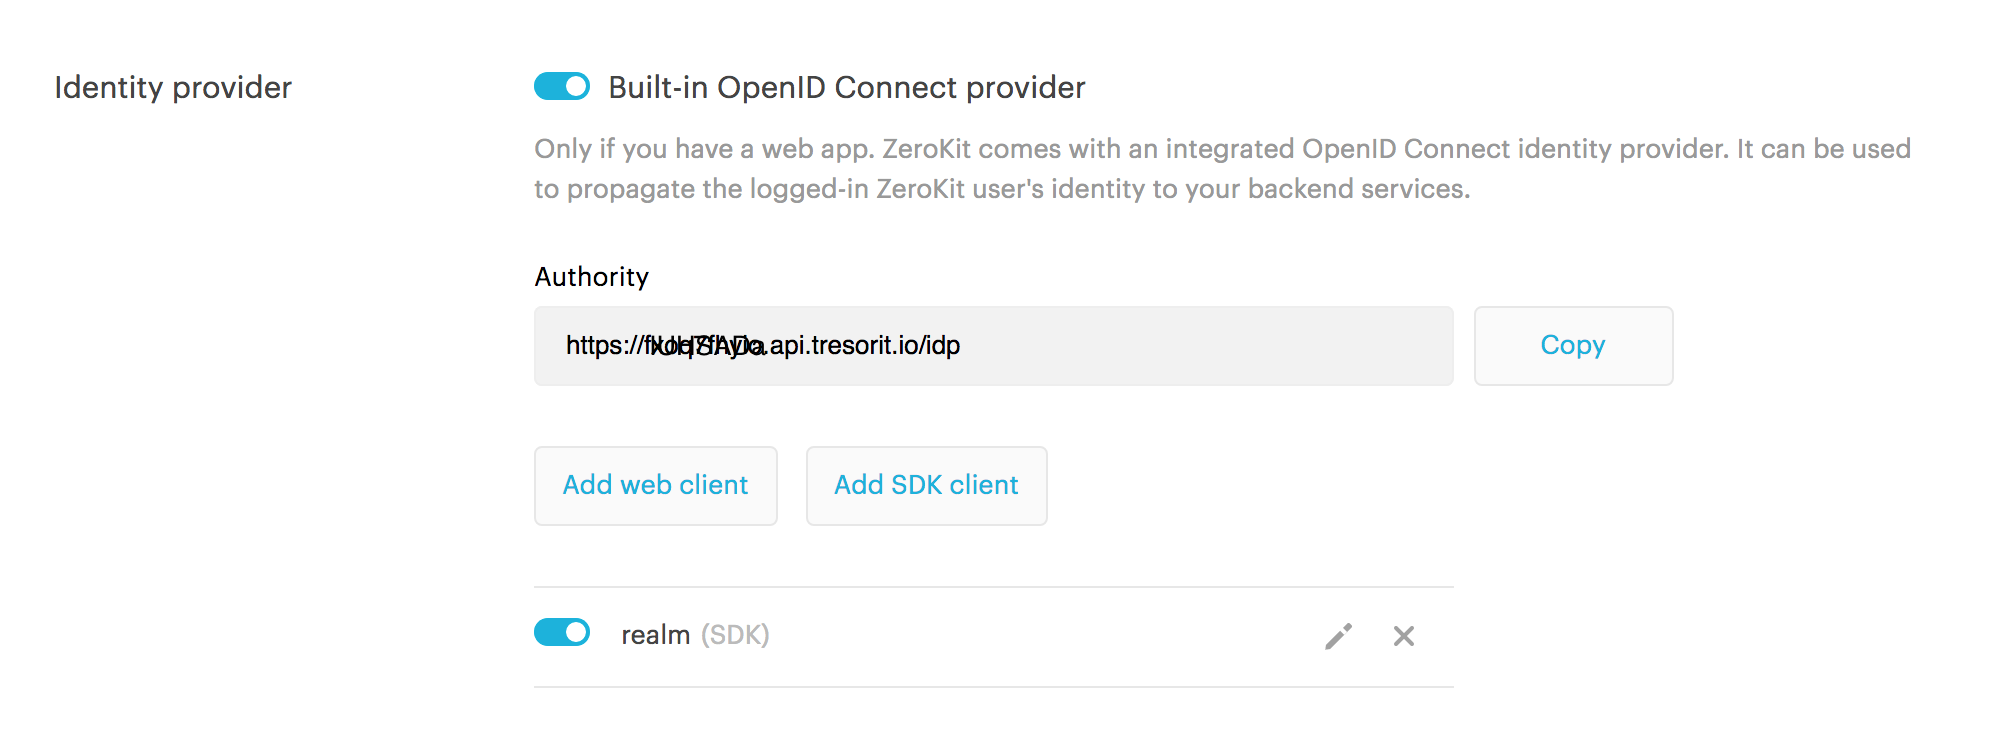 Identity provider
Built-in OpenID Connect provider
Only if you have a web app. ZeroKit comes with an integrated OpenID Connect identity provider. It can be used
to propagate the logged-in ZeroKit user's identity to your backend services.
Authority
https:// .api.tresorit.io/idp
Copy
Add web client
Add SDK client
realm (SDK)